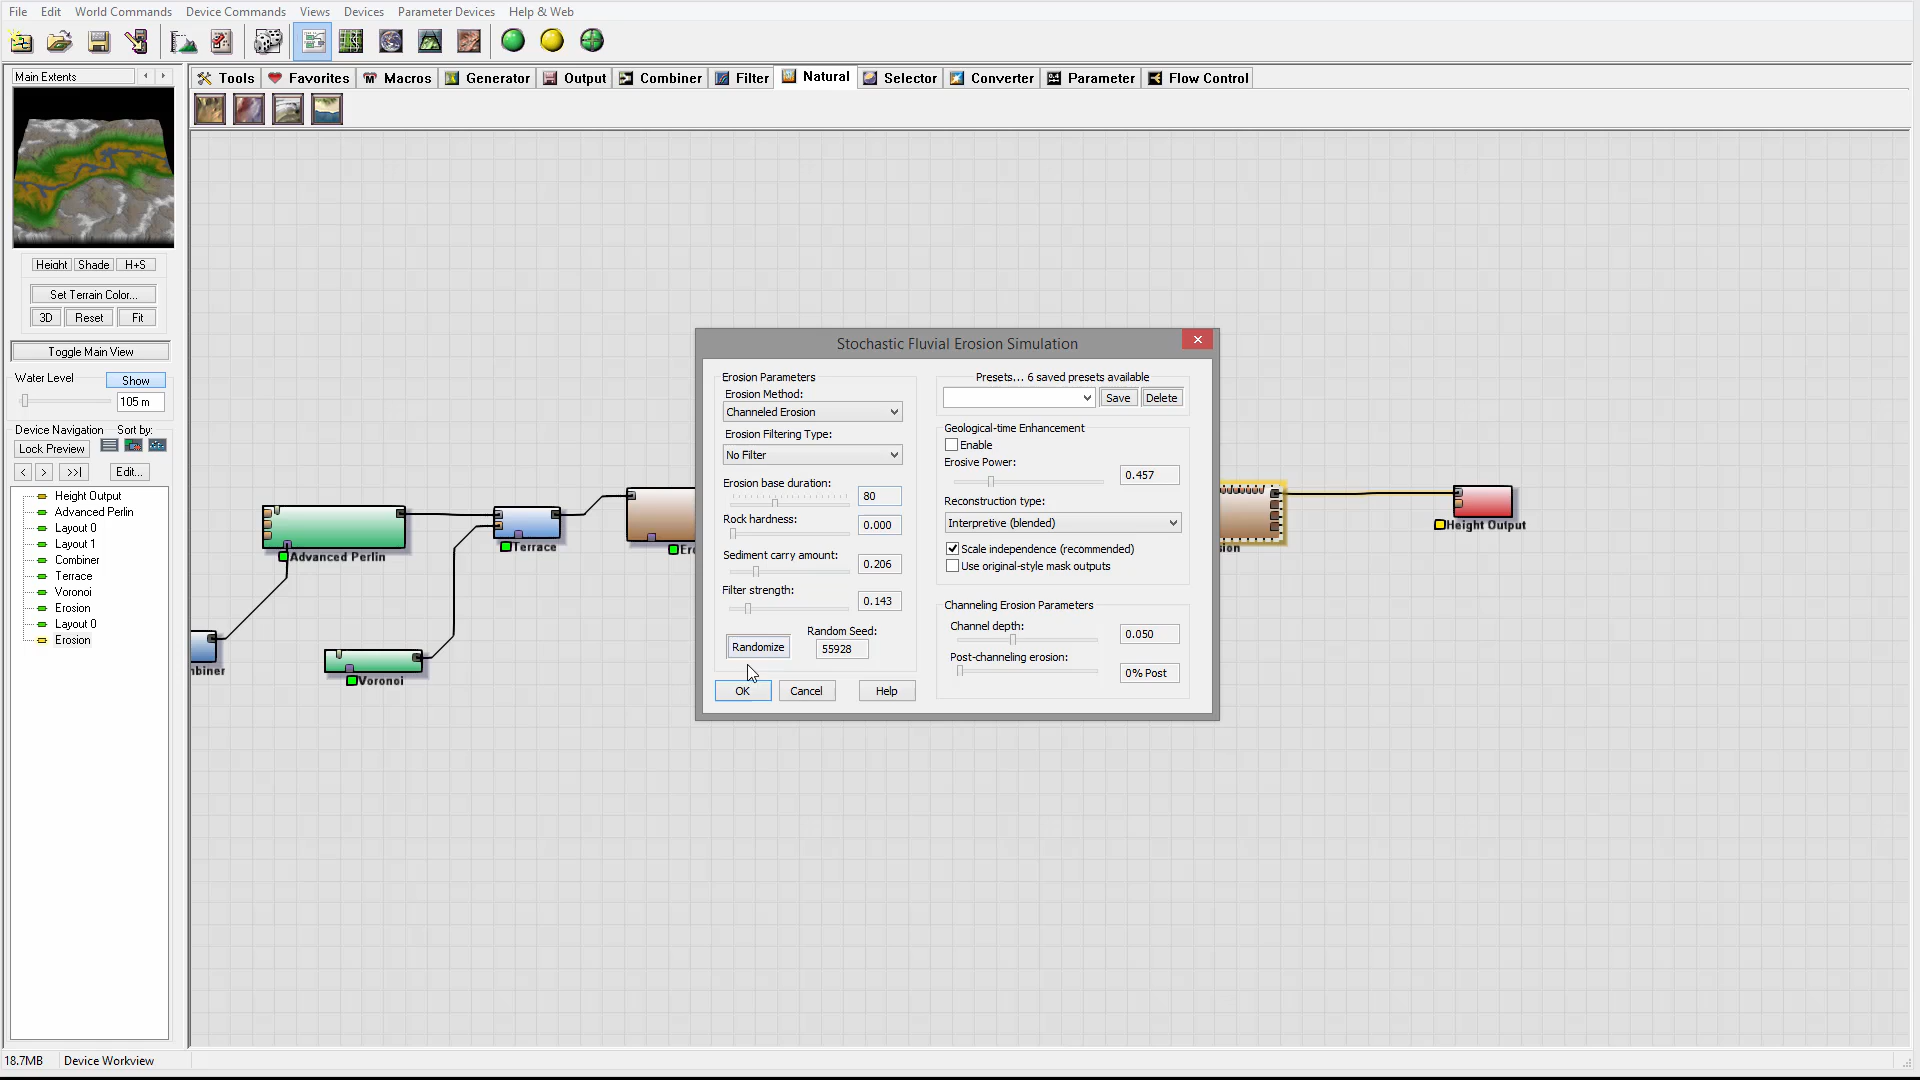 File Edit World Commands Device Commands Views Devices Parameter Devices Help & Web
Main Extents
Tools Favorites Macros Generator Output Combiner Filter Natural Selector Converter Parameter Flow Control
Height Shade H+S
Set Terrain Color...
3D Reset Fit
Toggle Main View
Water Level Show
105 m
Device Navigation Sort by:
Lock Preview
< > >>| Edit...
Height Output
Advanced Perlin
Layout 0
Layout 1
Combiner
Terrace
Voronoi
Erosion
Layout 0
Erosion
Advanced Perlin
Terrace
Ero
sion
Height Output
nbiner
Voronoi
Stochastic Fluvial Erosion Simulation
Erosion Parameters
Erosion Method:
Channeled Erosion
Erosion Filtering Type:
No Filter
Erosion base duration:
80
Rock hardness:
0.000
Sediment carry amount:
0.206
Filter strength:
0.143
Randomize
Random Seed:
55928
OK Cancel Help
Presets... 6 saved presets available
Save Delete
Geological-time Enhancement
Enable
Erosive Power:
0.457
Reconstruction type:
Interpretive (blended)
Scale independence (recommended)
Use original-style mask outputs
Channeling Erosion Parameters
Channel depth:
0.050
Post-channeling erosion:
0% Post
18.7MB Device Workview